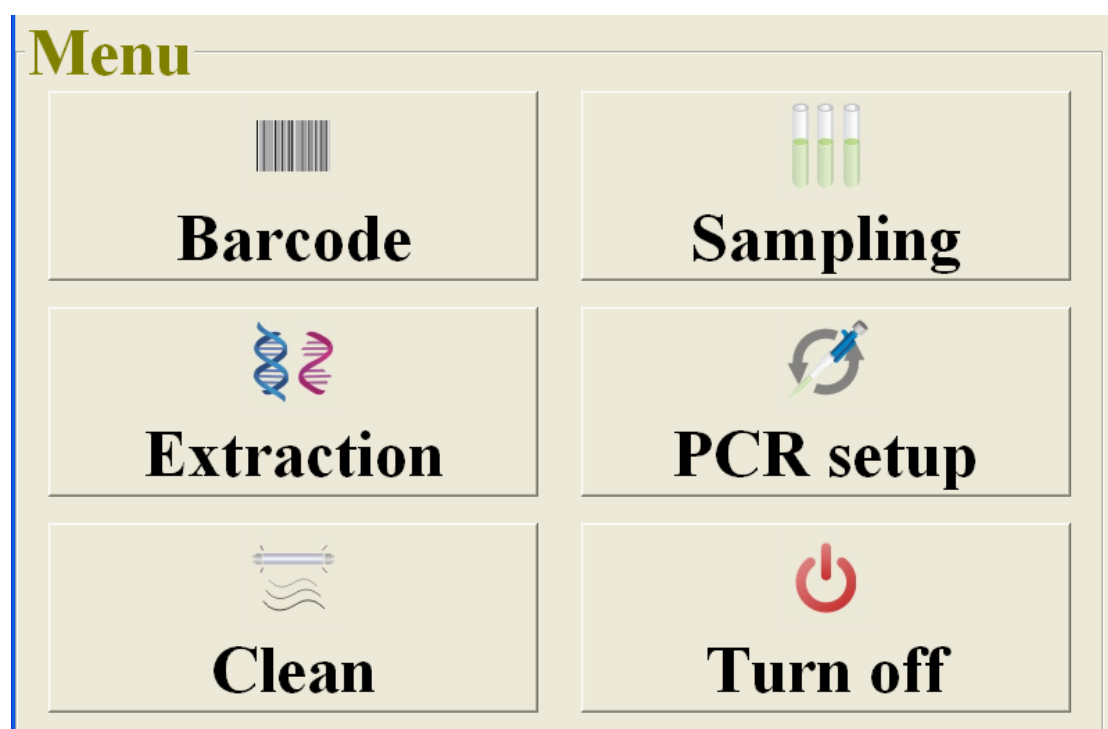 Menu
Barcode
Sampling
Extraction
PCR setup
Clean
Turn off